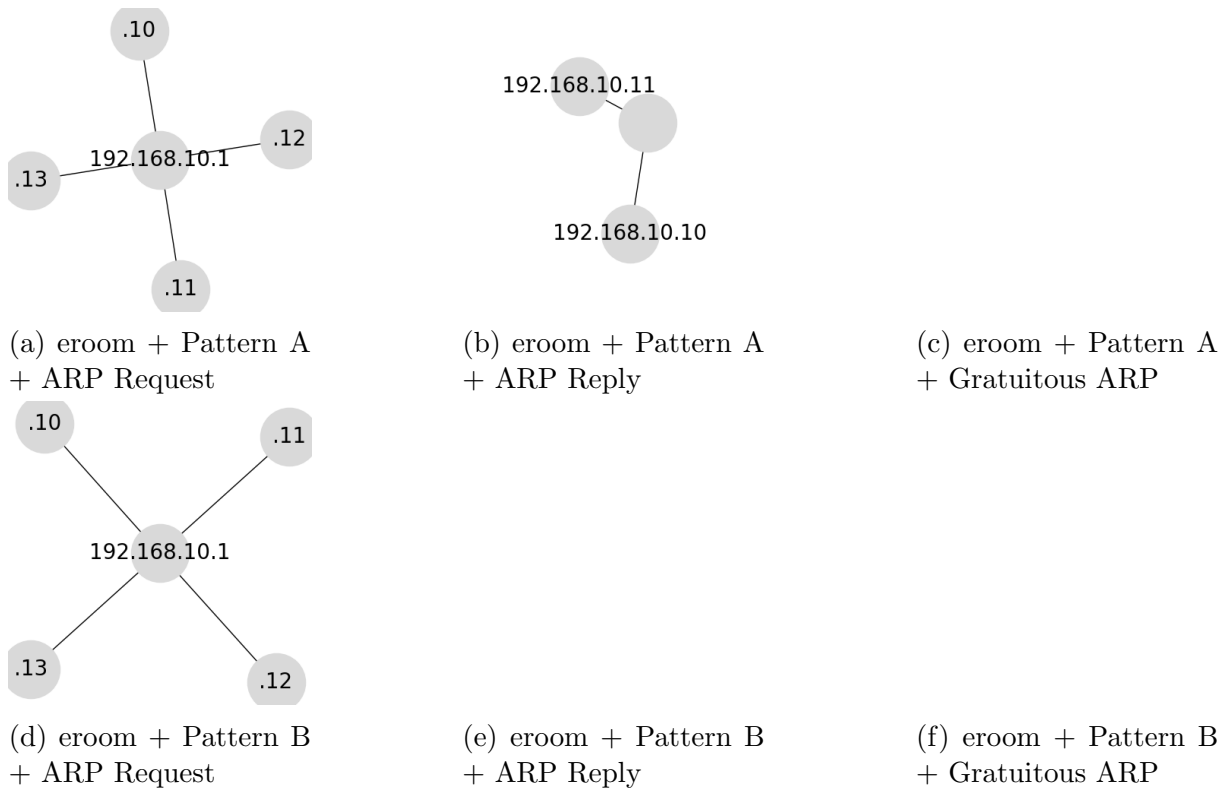 .10
.12
192.168.10.1
.13
.11
192.168.10.11
192.168.10.10
(a) eroom + Pattern A
+ ARP Request
(b) eroom + Pattern A
+ ARP Reply
(c) eroom + Pattern A
+ Gratuitous ARP
.10
.11
192.168.10.1
.13
.12
(d) eroom + Pattern B
+ ARP Request
(e) eroom + Pattern B
+ ARP Reply
(f) eroom + Pattern B
+ Gratuitous ARP